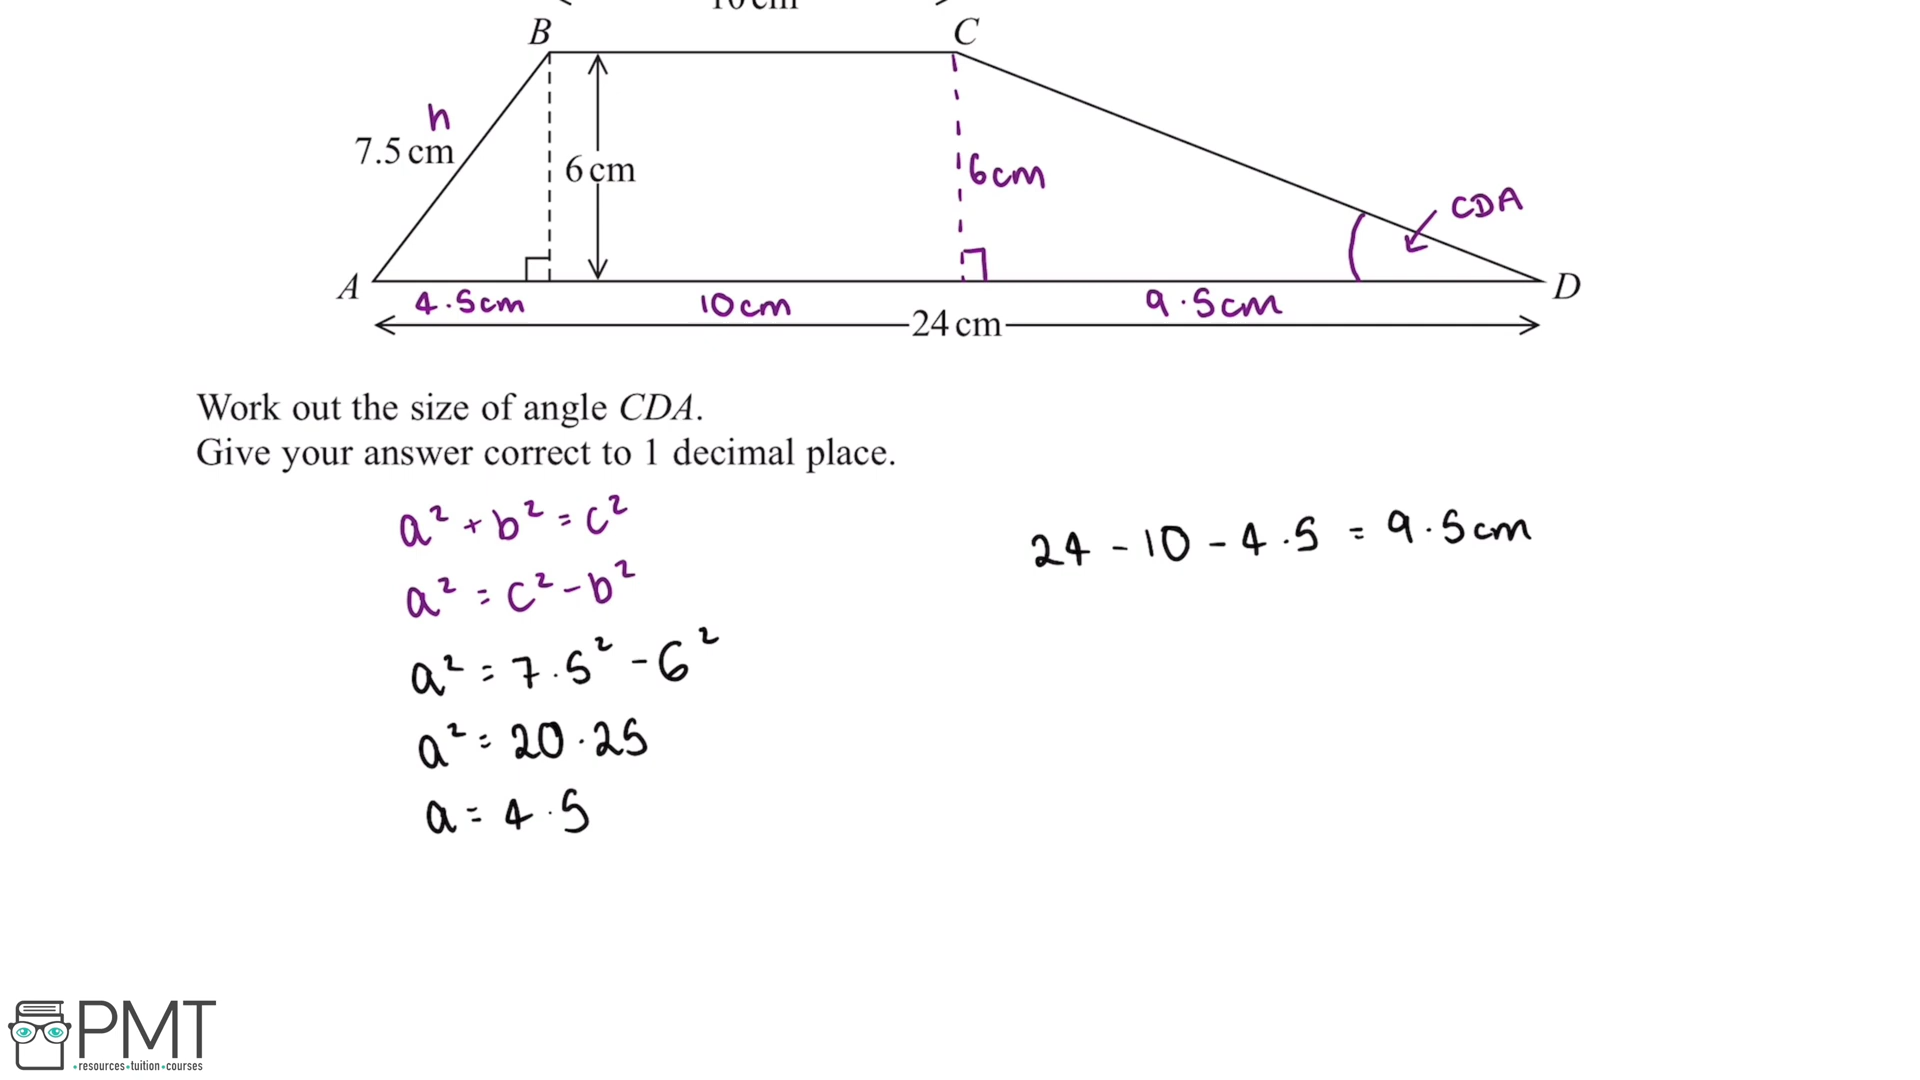 B
C
h
7.5 cm
6 cm
6cm
CDA
A
D
4.5cm
10cm
9.5cm
24 cm
Work out the size of angle CDA.
Give your answer correct to 1 decimal place.
a² + b² = c²
a² = c² - b²
a² = 7.5² - 6²
a² = 20.25
a = 4.5
24 - 10 - 4.5 = 9.5cm
PMT
•resources•tuition•courses